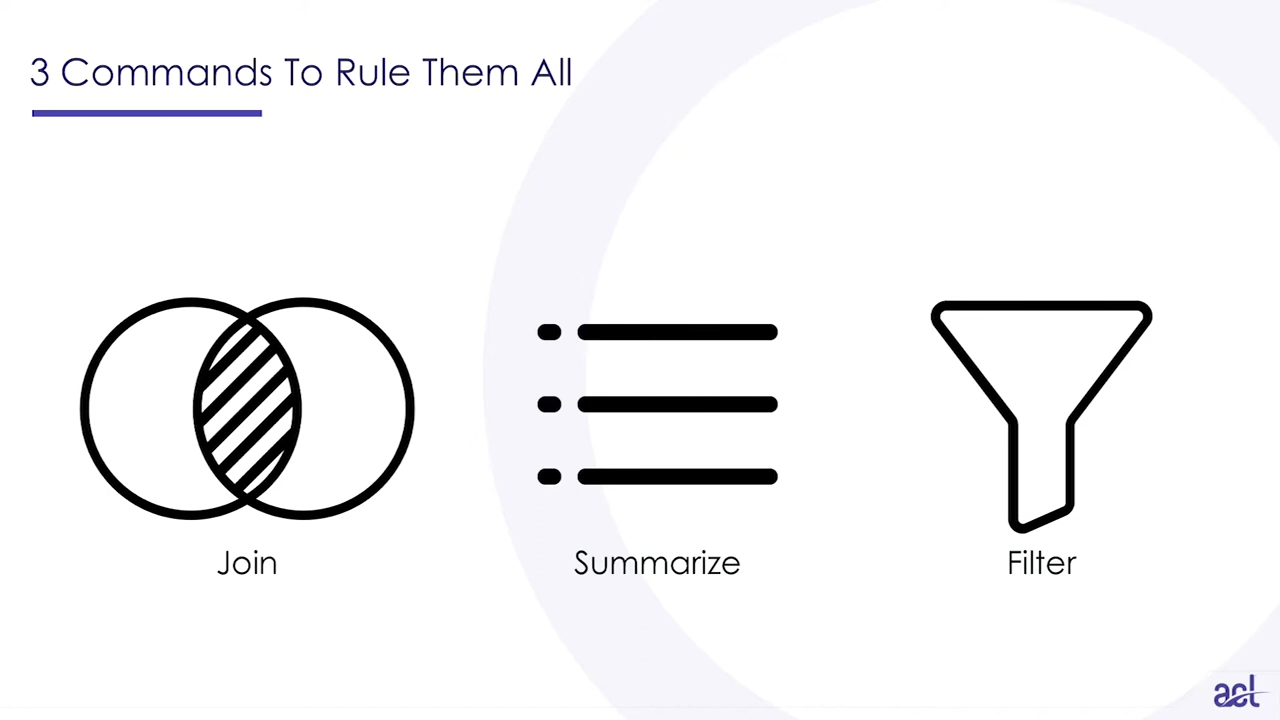 3 Commands To Rule Them All
Join
Summarize
Filter
acl